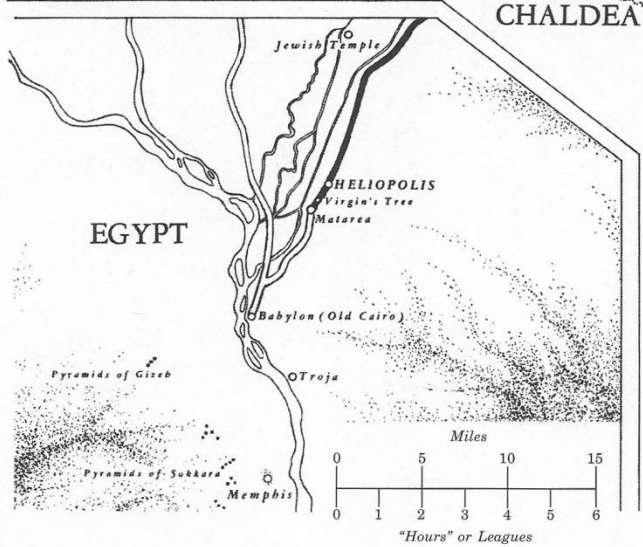 CHALDEA
Jewish Temple
HELIOPOLIS
Virgin's Tree
Matarea
EGYPT
Babylon (Old Cairo)
Pyramids of Gizeh
Troja
Pyramids of Sakkara
Memphis
Miles
0 5 10 15
0 1 2 3 4 5 6
"Hours" or Leagues